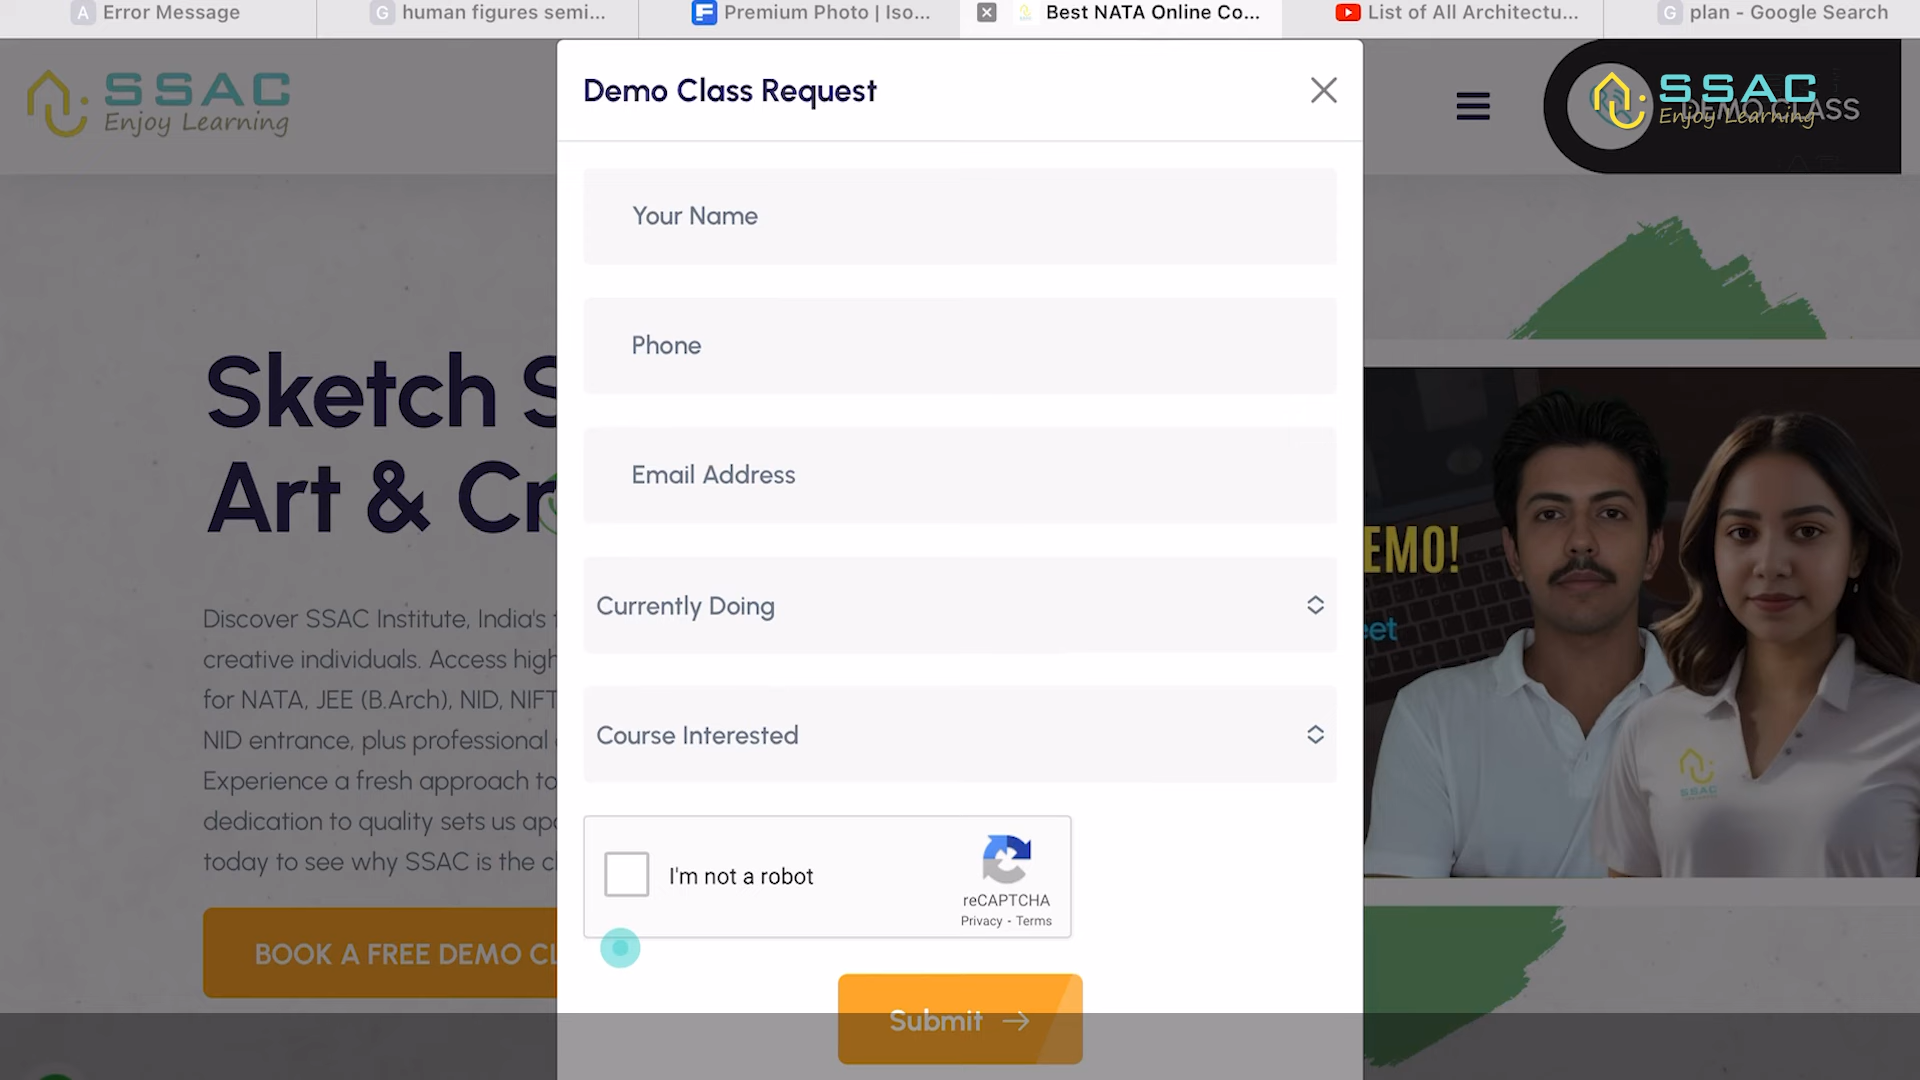 Error Message
human figures semi...
Premium Photo | Iso...
Best NATA Online Co...
List of All Architectu...
plan - Google Search
SSAC
Enjoy Learning
Demo Class Request
DEMO CLASS
SSAC
Enjoy Learning
Your Name
Phone
Email Address
Currently Doing
Course Interested
I'm not a robot
reCAPTCHA
Privacy - Terms
Submit
Sketch S
Art & Cr
Discover SSAC Institute, India's
creative individuals. Access high
for NATA, JEE (B.Arch), NID, NIFT
NID entrance, plus professional
Experience a fresh approach to
dedication to quality sets us apa
today to see why SSAC is the c
BOOK A FREE DEMO CL
EMO!
eet
SSAC